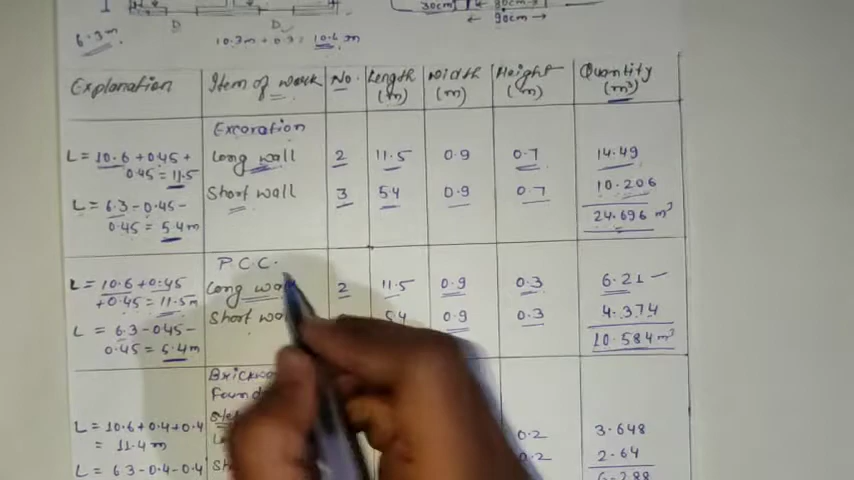 30cm
90cm
90cm
D D
6.3m
10.3m + 0.3 = 10.6 m
Explanation Item of work No. Length (m) Width (m) Height (m) Quantity (m³)
Excavation
L = 10.6 + 0.45 + Long wall 2 11.5 0.9 0.7 14.49
0.45 = 11.5
Short wall 3 5.4 0.9 0.7 10.206
L = 6.3 - 0.45 -
0.45 = 5.4m 24.696 m³
P.C.C.
L = 10.6 + 0.45 Long 2 11.5 0.9 0.3 6.21
+0.45 = 11.5m
Short 5.4 0.9 0.3 4.374
L = 6.3 - 0.45 -
0.45 = 5.4m 10.584 m³
L = 10.6 + 0.4 + 0.4 0.2 3.648
= 11.4m
L = 6.3 - 0.4 - 0.4 0.2 2.64
6.288